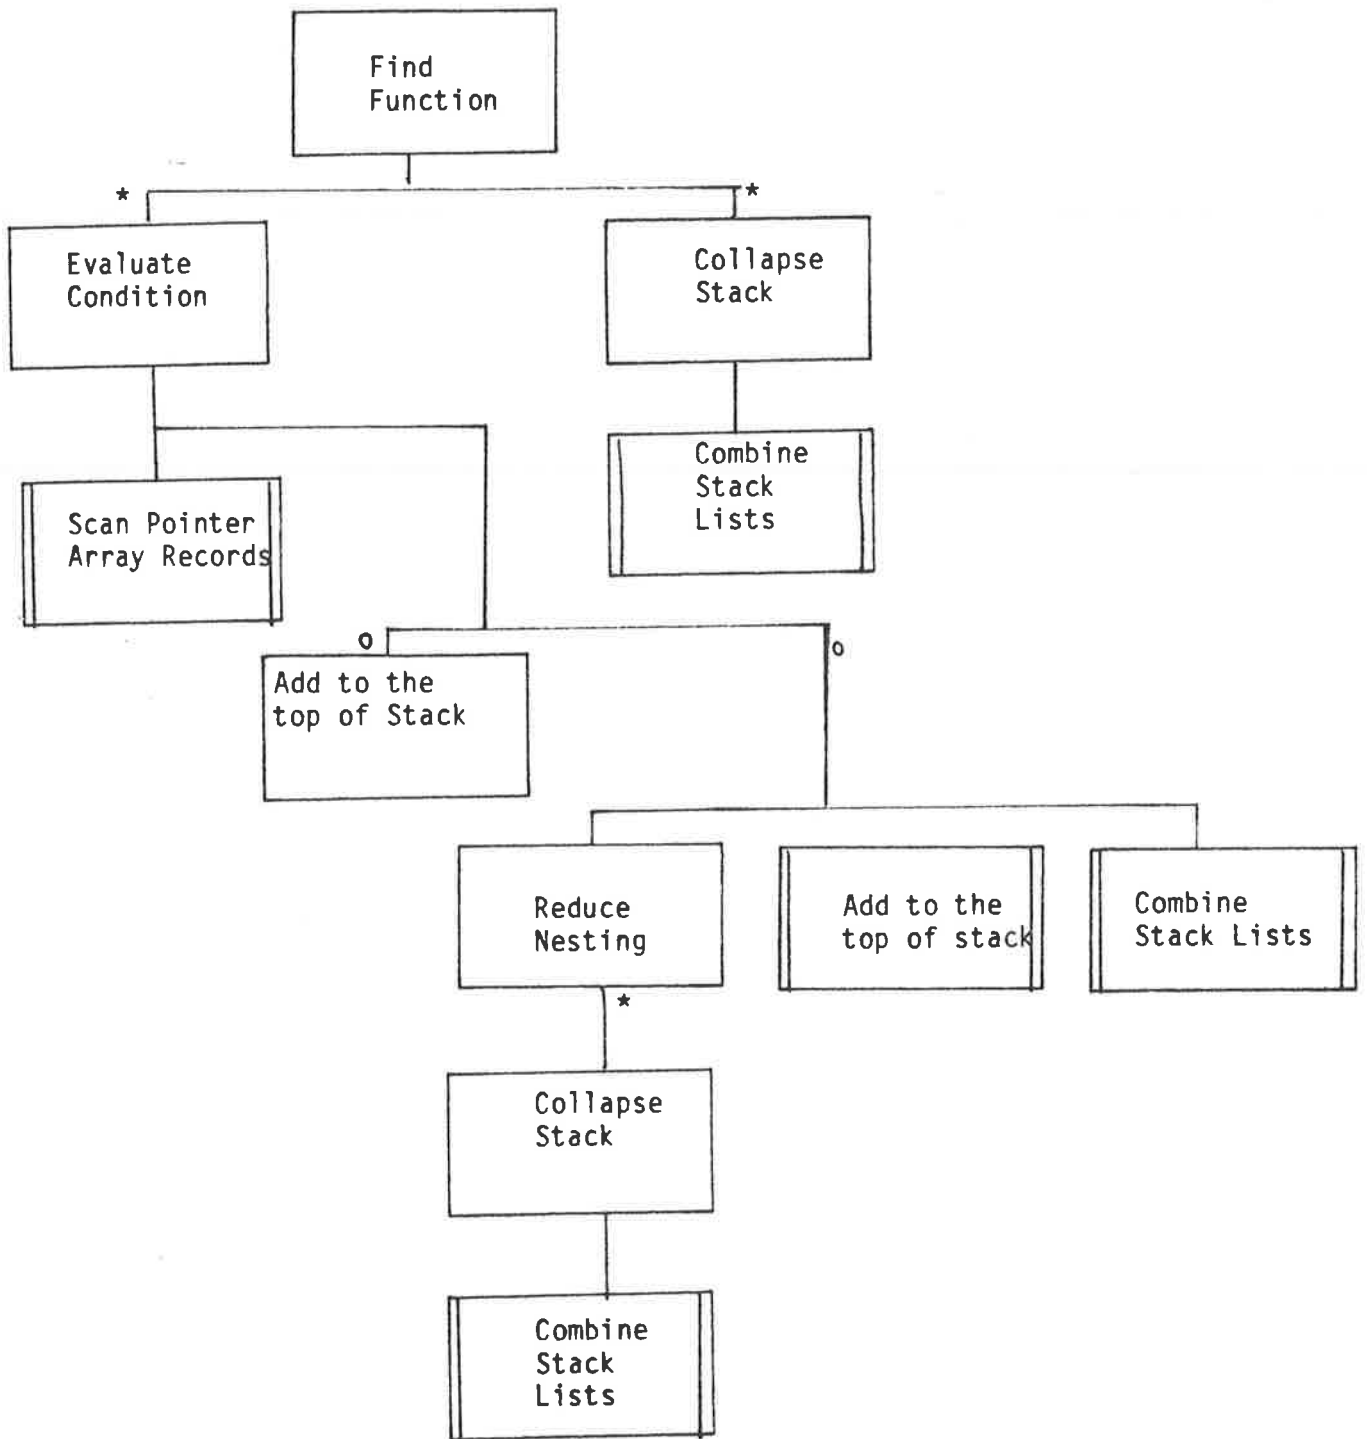 Find
Function
*
*
Evaluate
Condition
Collapse
Stack
Combine
Stack
Lists
Scan Pointer
Array Records
o
o
Add to the
top of Stack
Reduce
Nesting
Add to the
top of stack
Combine
Stack Lists
*
Collapse
Stack
Combine
Stack
Lists